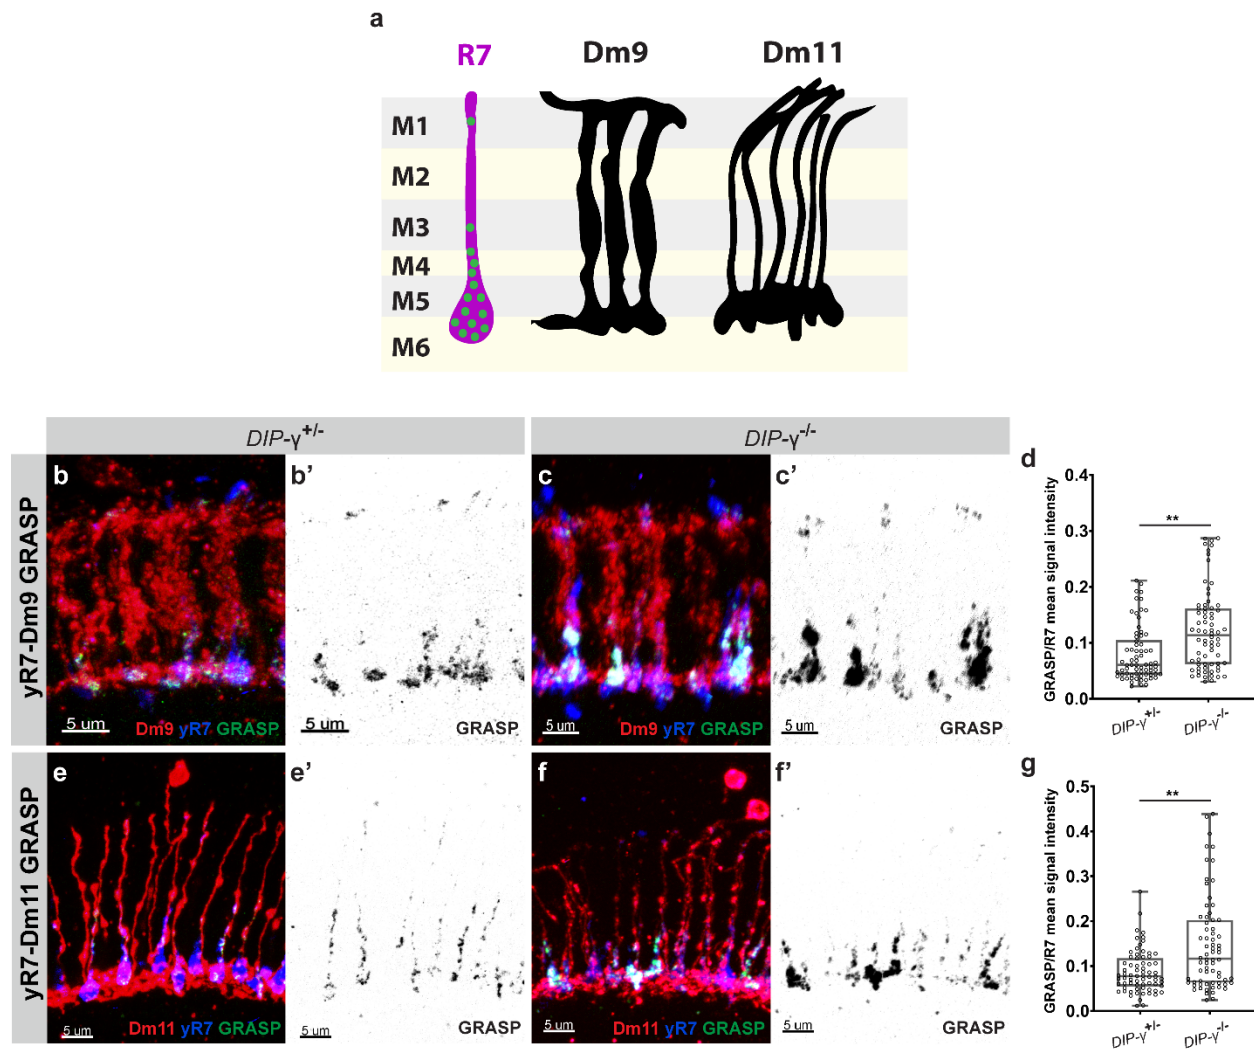 a
R7
Dm9
Dm11
M1
M2
M3
M4
M5
M6
DIP-γ+/-
DIP-γ-/-
yR7-Dm9 GRASP
b
b’
c
c’
d
5 um
Dm9 yR7 GRASP
5 um
GRASP
5 um
Dm9 yR7 GRASP
5 um
GRASP
GRASP/R7 mean signal intensity
0.4
0.3
0.2
0.1
0.0
**
DIP-γ+/-
DIP-γ-/-
yR7-Dm11 GRASP
e
e’
f
f’
g
5 um
Dm11 yR7 GRASP
5 um
GRASP
5 um
Dm11 yR7 GRASP
5 um
GRASP
GRASP/R7 mean signal intensity
0.5
0.4
0.3
0.2
0.1
0.0
**
DIP-γ+/-
DIP-γ-/-